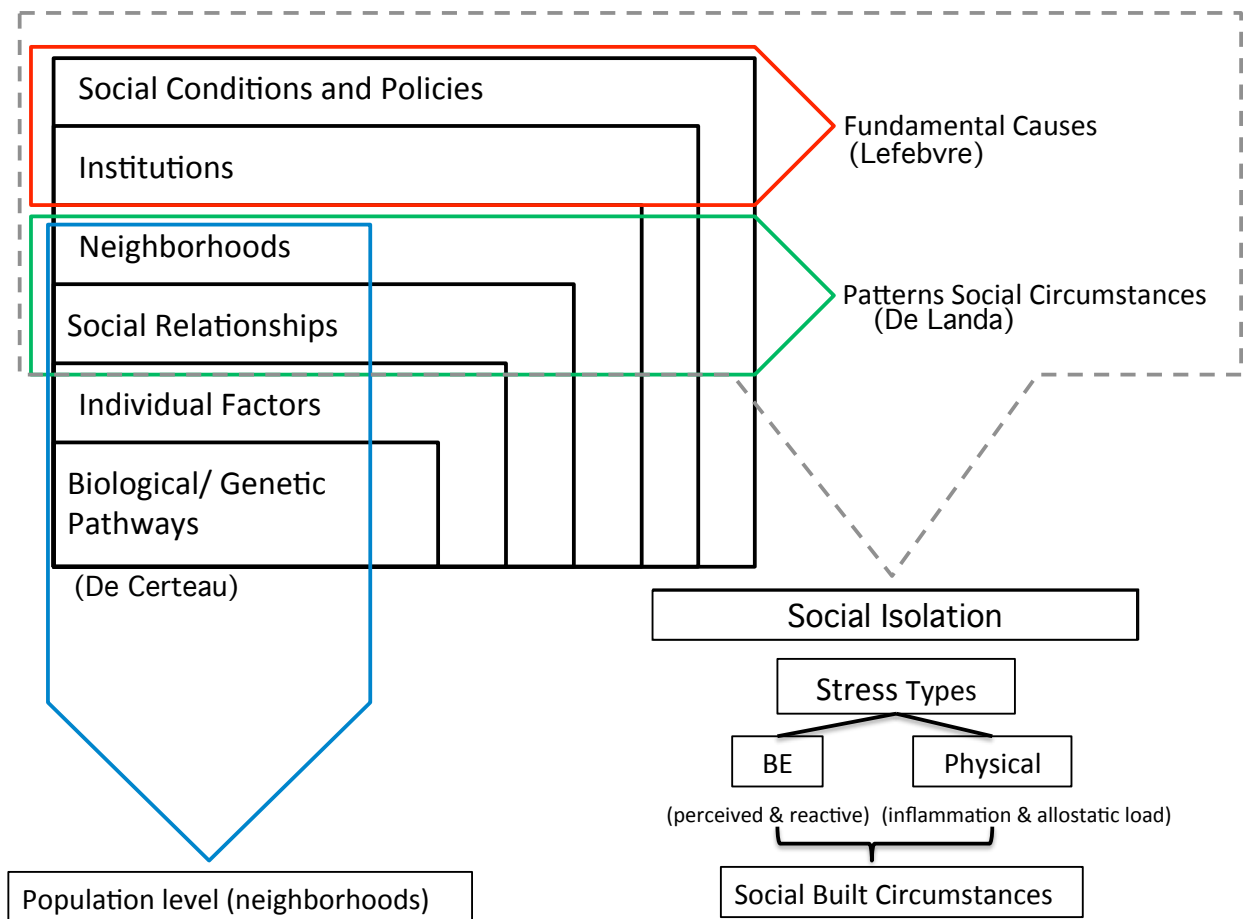 Social Conditions and Policies
Fundamental Causes
(Lefebvre)
Institutions
Neighborhoods
Patterns Social Circumstances
(De Landa)
Social Relationships
Individual Factors
Biological/ Genetic
Pathways
(De Certeau)
Social Isolation
Stress Types
BE
Physical
(perceived & reactive)
(inflammation & allostatic load)
Social Built Circumstances
Population level (neighborhoods)